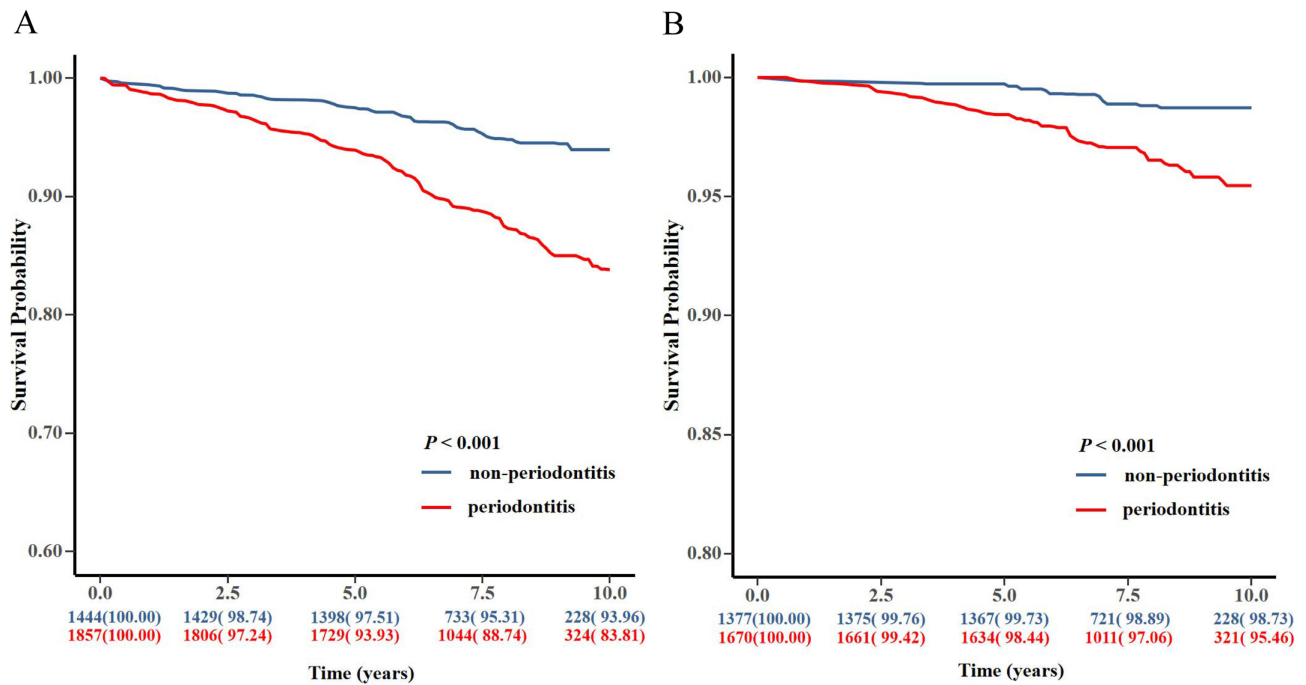 A
Survival Probability
1.00
0.90
0.80
0.70
0.60
P < 0.001
non-periodontitis
periodontitis
0.0 2.5 5.0 7.5 10.0
1444(100.00) 1429( 98.74) 1398( 97.51) 733( 95.31) 228( 93.96)
1857(100.00) 1806( 97.24) 1729( 93.93) 1044( 88.74) 324( 83.81)
Time (years)
B
Survival Probability
1.00
0.95
0.90
0.85
0.80
P < 0.001
non-periodontitis
periodontitis
0.0 2.5 5.0 7.5 10.0
1377(100.00) 1375( 99.76) 1367( 99.73) 721( 98.89) 228( 98.73)
1670(100.00) 1661( 99.42) 1634( 98.44) 1011( 97.06) 321( 95.46)
Time (years)